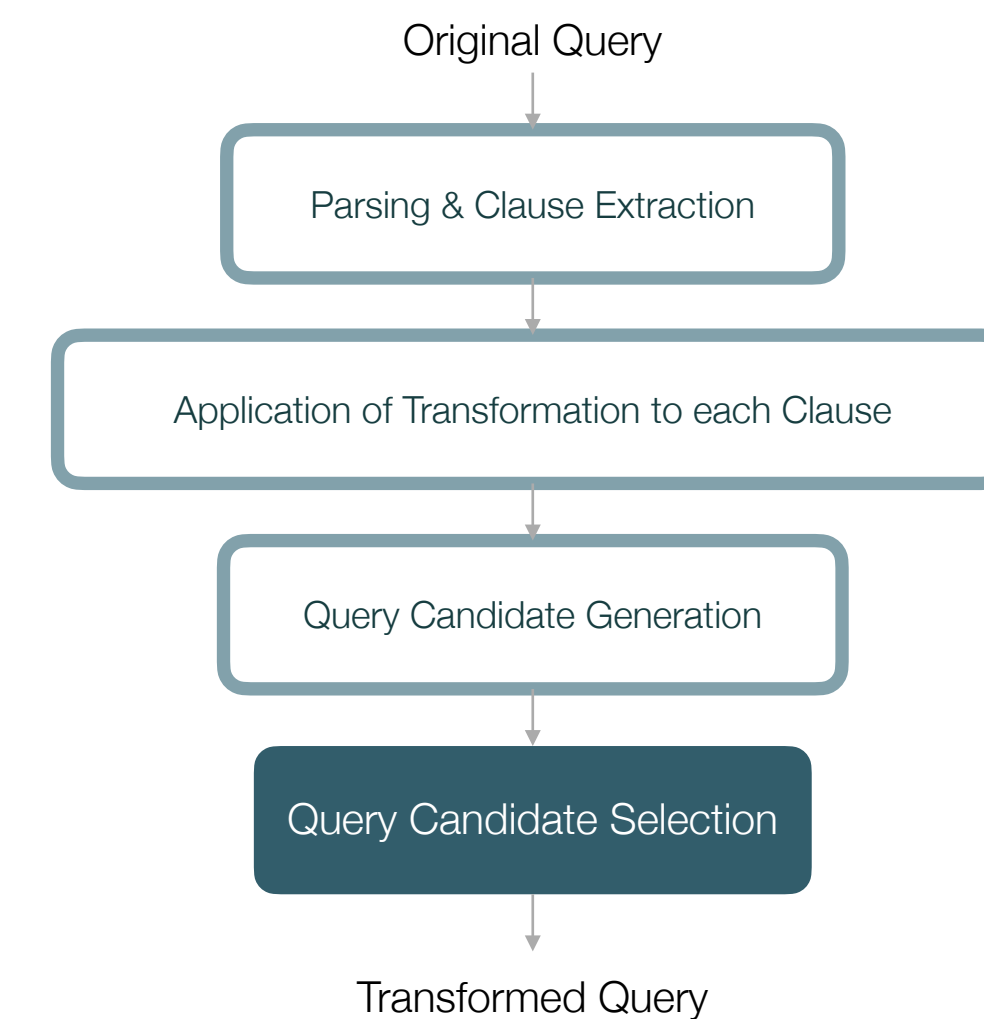 Original Query
Parsing & Clause Extraction
Application of Transformation to each Clause
Query Candidate Generation
Query Candidate Selection
Transformed Query